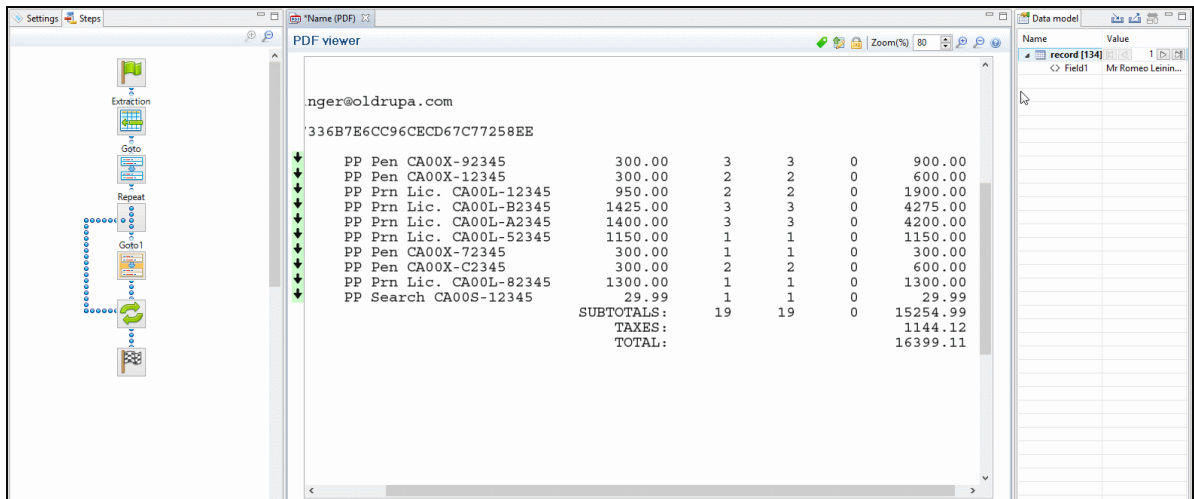 Settings Steps
Extraction
Goto
Repeat
Goto1
*Name (PDF)
PDF viewer Zoom(%) 80
.nger@oldrupa.com
336B7E6CC96CECD67C77258EE
PP Pen CA00X-92345 300.00 3 3 0 900.00
PP Pen CA00X-12345 300.00 2 2 0 600.00
PP Prn Lic. CA00L-12345 950.00 2 2 0 1900.00
PP Prn Lic. CA00L-B2345 1425.00 3 3 0 4275.00
PP Prn Lic. CA00L-A2345 1400.00 3 3 0 4200.00
PP Prn Lic. CA00L-52345 1150.00 1 1 0 1150.00
PP Pen CA00X-72345 300.00 1 1 0 300.00
PP Pen CA00X-C2345 300.00 2 2 0 600.00
PP Prn Lic. CA00L-82345 1300.00 1 1 0 1300.00
PP Search CA00S-12345 29.99 1 1 0 29.99
SUBTOTALS: 19 19 0 15254.99
TAXES: 1144.12
TOTAL: 16399.11
Data model
Name Value
record [134] 1
<> Field1 Mr Romeo Leinin...